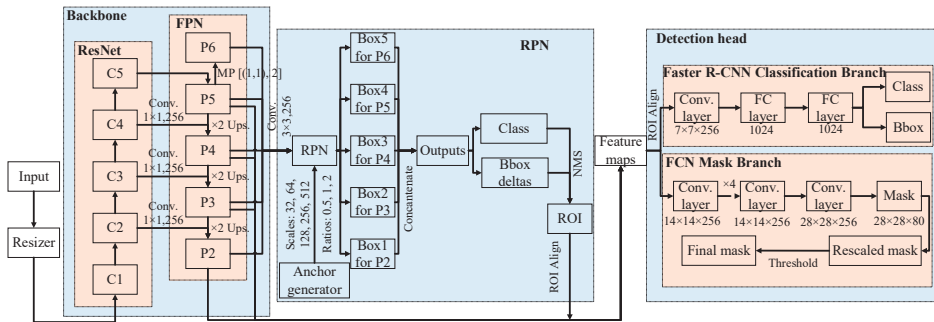 Backbone
ResNet
FPN
C5
C4
C3
C2
C1
P6
P5
P4
P3
P2
MP [(1,1), 2]
Conv.
1×1,256
Conv.
1×1,256
Conv.
1×1,256
×2 Ups.
×2 Ups.
×2 Ups.
Input
Resizer
Conv.
3×3,256
RPN
RPN
Scales: 32, 64,
128, 256, 512
Ratios: 0.5, 1, 2
Anchor
generator
Box5
for P6
Box4
for P5
Box3
for P4
Box2
for P3
Box1
for P2
Concantenate
Outputs
Class
Bbox
deltas
NMS
ROI
ROI Align
Feature
maps
Detection head
ROI Align
Faster R-CNN Classification Branch
Conv.
layer
7×7×256
FC
layer
1024
FC
layer
1024
Class
Bbox
FCN Mask Branch
Conv.
layer
14×14×256
×4
Conv.
layer
14×14×256
Conv.
layer
28×28×256
Mask
28×28×80
Final mask
Threshold
Rescaled mask